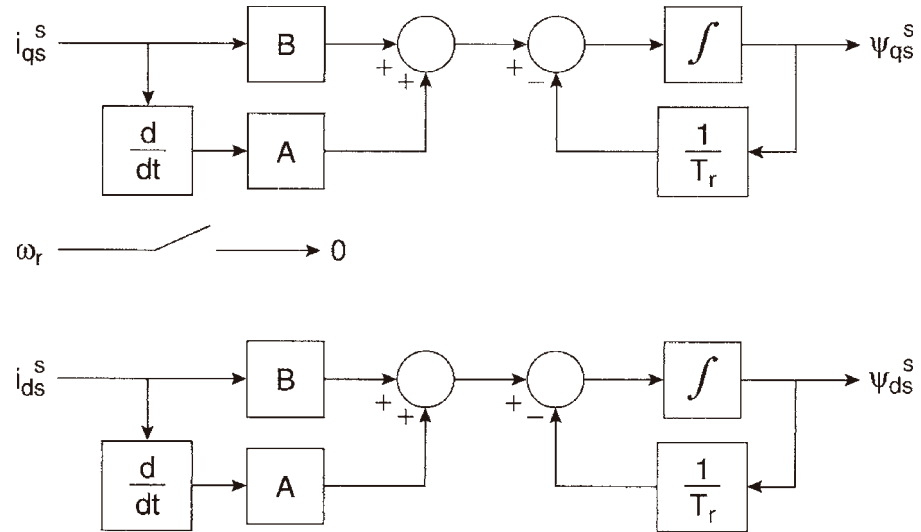 i_qs^s B + + + − ∫ ψ_qs^s
d/dt A 1/T_r
ω_r 0
i_ds^s B + + + − ∫ ψ_ds^s
d/dt A 1/T_r